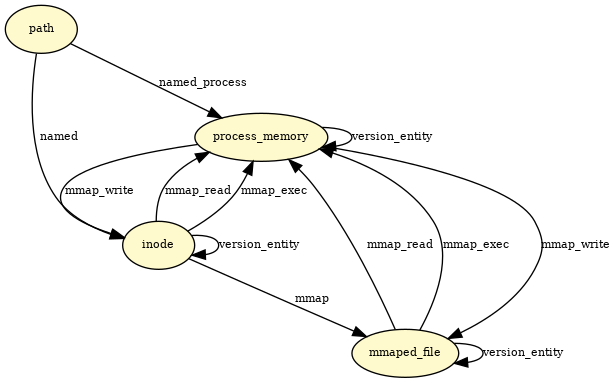 path
named_process
named
process_memory
version_entity
mmap_write
mmap_read
mmap_exec
inode
version_entity
mmap_read
mmap_exec
mmap_write
mmap
mmaped_file
version_entity